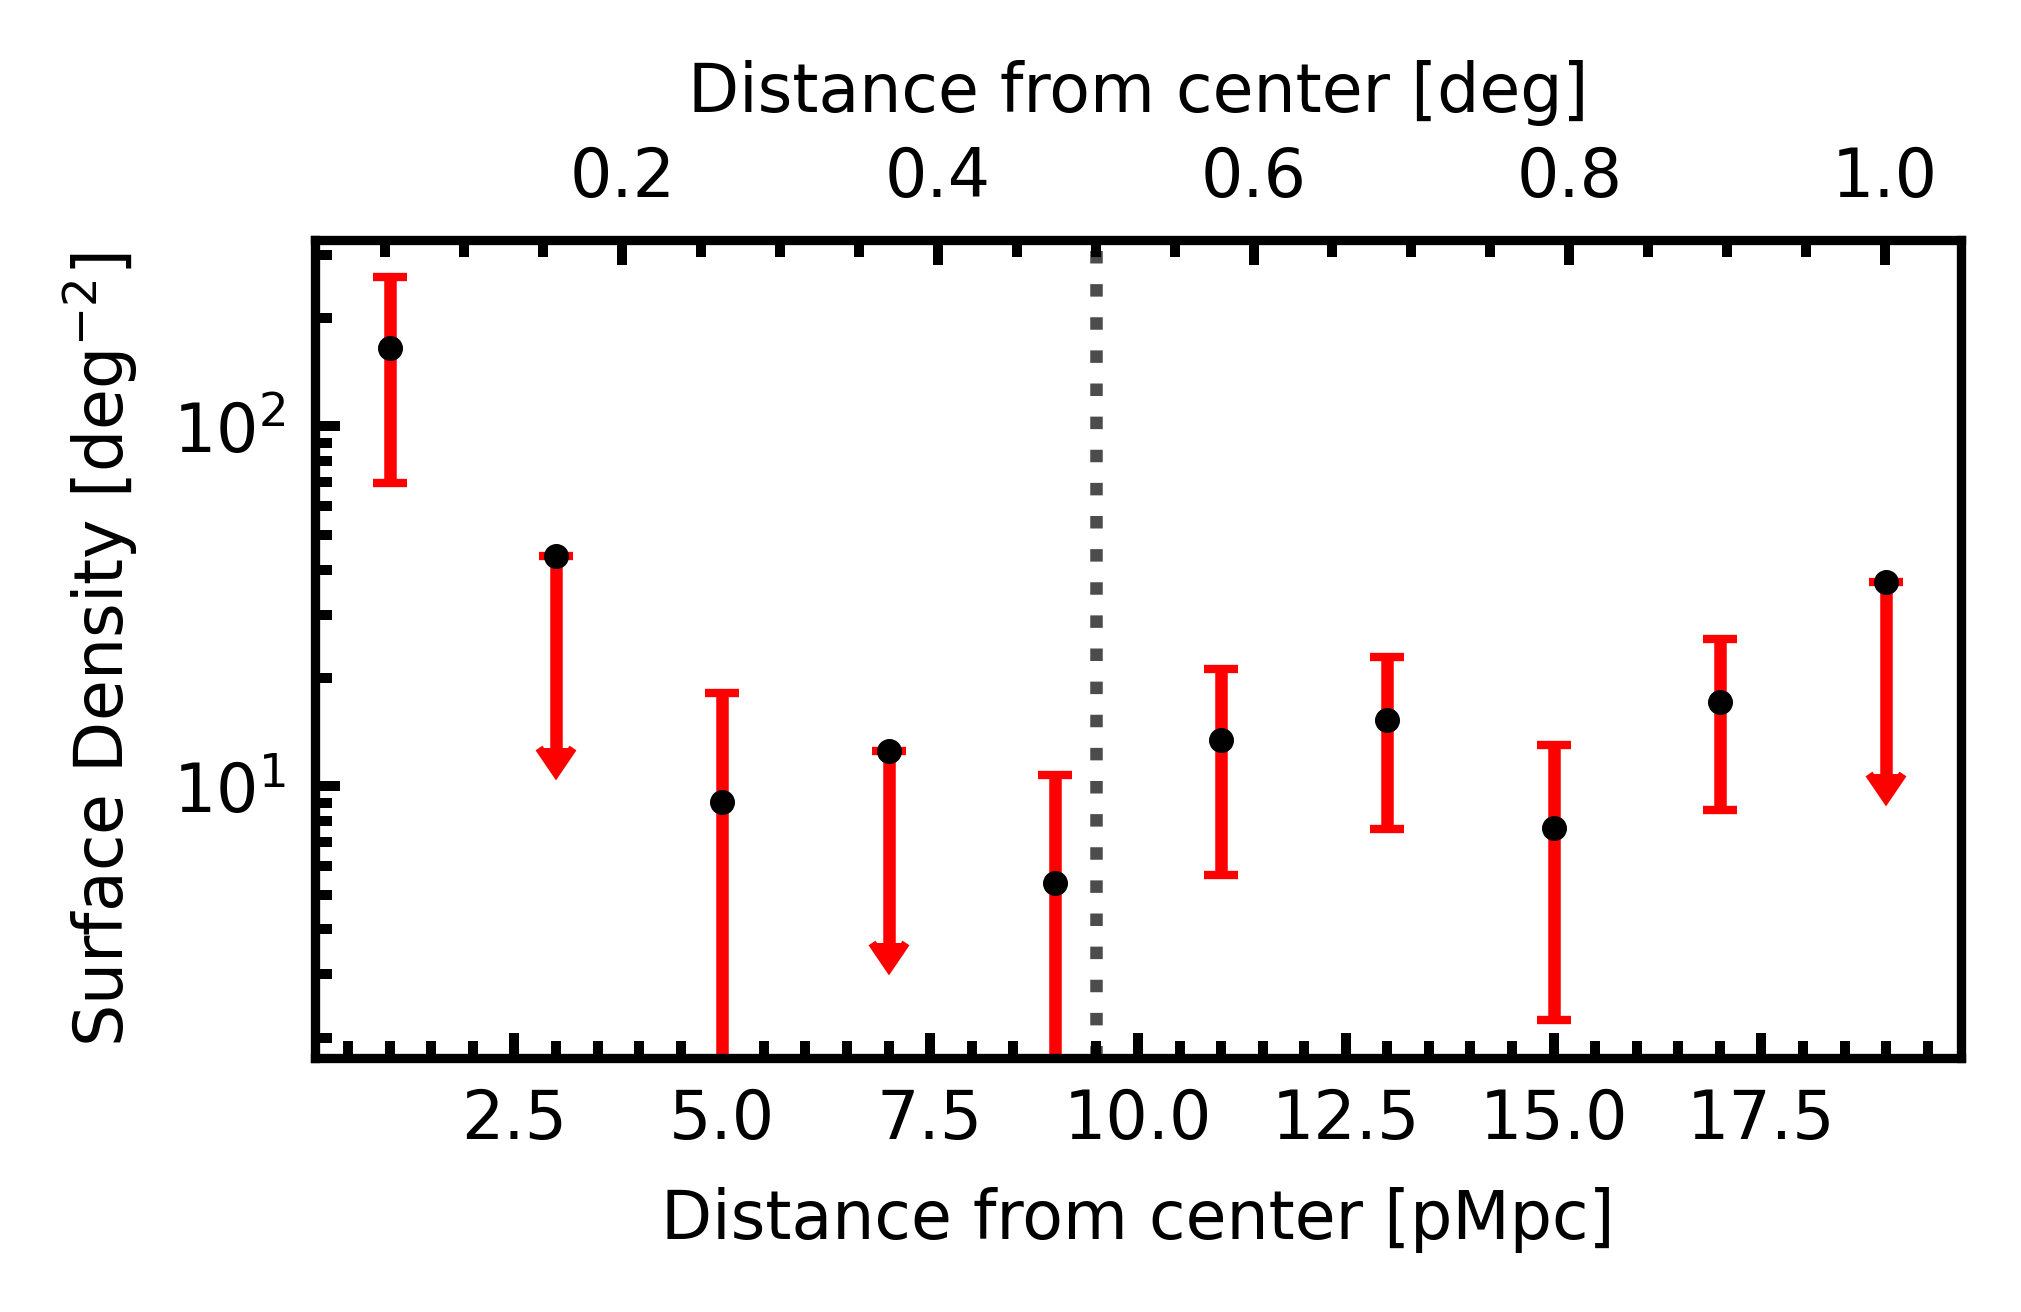 Distance from center [deg]
0.2 0.4 0.6 0.8 1.0
Surface Density [deg⁻²]
10²
10¹
2.5 5.0 7.5 10.0 12.5 15.0 17.5
Distance from center [pMpc]